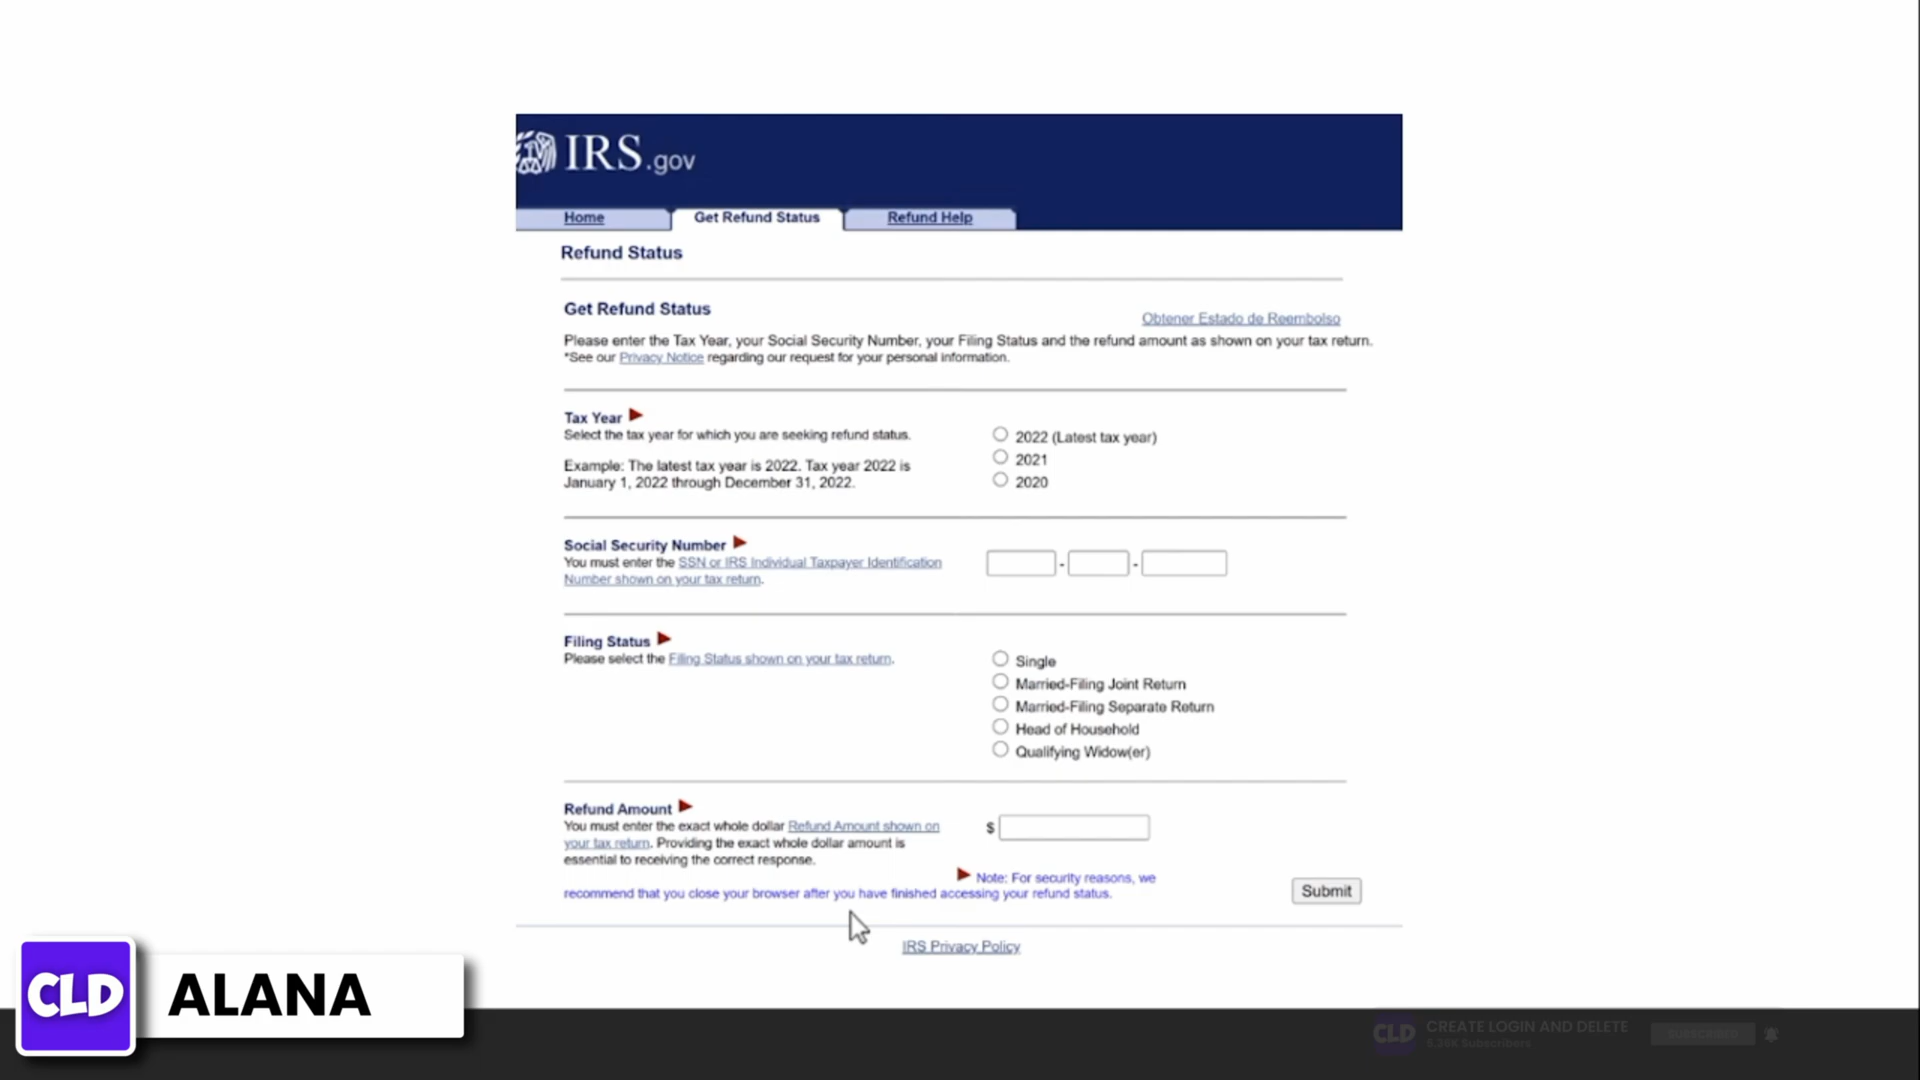 IRS.gov
Home
Get Refund Status
Refund Help
Refund Status
Get Refund Status
Obtener Estado de Reembolso
Please enter the Tax Year, your Social Security Number, your Filing Status and the refund amount as shown on your tax return.
*See our Privacy Notice regarding our request for your personal information.
Tax Year
Select the tax year for which you are seeking refund status.
Example: The latest tax year is 2022. Tax year 2022 is
January 1, 2022 through December 31, 2022.
2022 (Latest tax year)
2021
2020
Social Security Number
You must enter the SSN or IRS Individual Taxpayer Identification
Number shown on your tax return.
- -
Filing Status
Please select the Filing Status shown on your tax return.
Single
Married-Filing Joint Return
Married-Filing Separate Return
Head of Household
Qualifying Widow(er)
Refund Amount
You must enter the exact whole dollar Refund Amount shown on
your tax return. Providing the exact whole dollar amount is
essential to receiving the correct response.
$
Note: For security reasons, we
recommend that you close your browser after you have finished accessing your refund status.
Submit
IRS Privacy Policy
CLD
ALANA
CLD
CREATE LOGIN AND DELETE
SUBSCRIBED